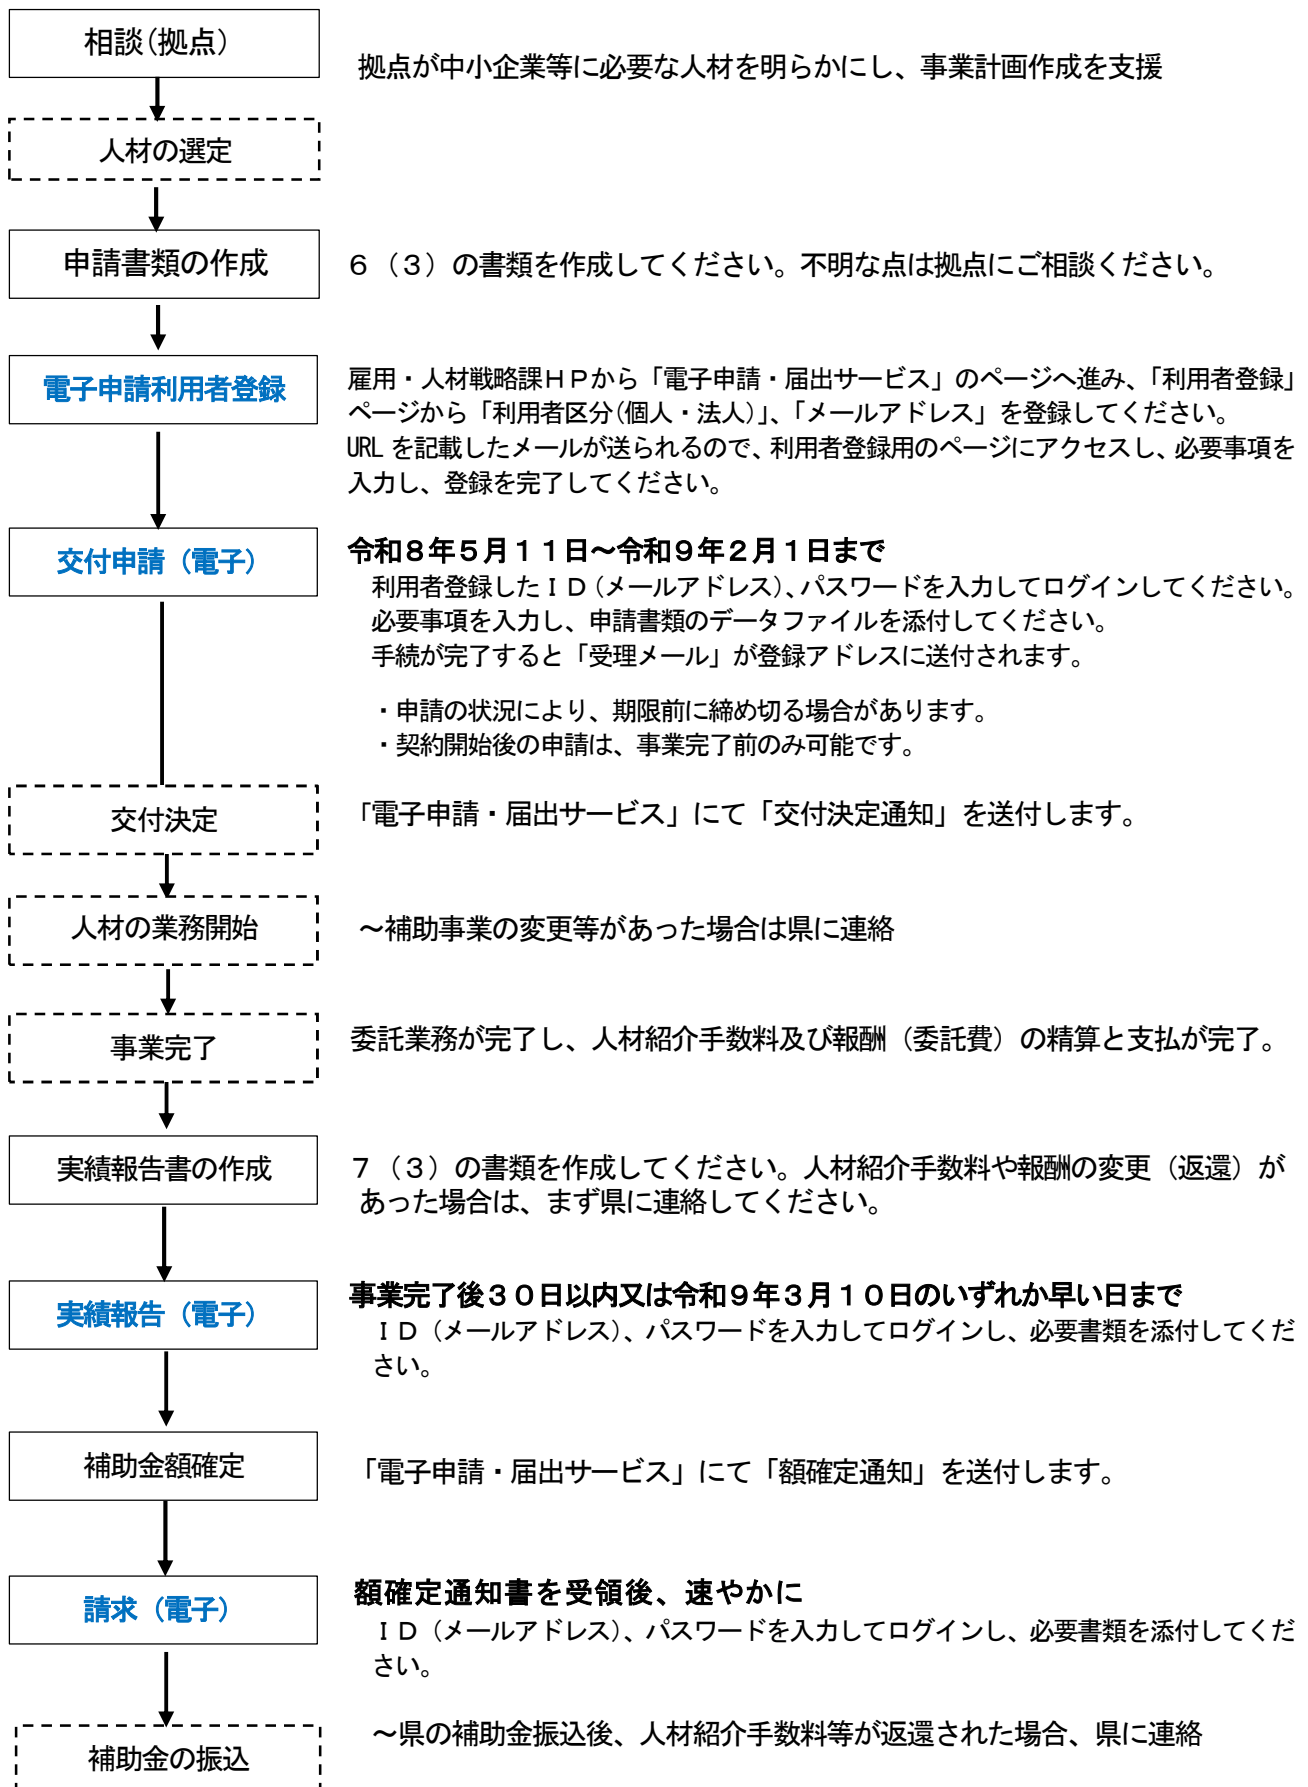 相談（拠点）
拠点が中小企業等に必要な人材を明らかにし、事業計画作成を支援
人材の選定
申請書類の作成
６（３）の書類を作成してください。不明な点は拠点にご相談ください。
電子申請利用者登録
雇用・人材戦略課ＨＰから「電子申請・届出サービス」のページへ進み、「利用者登録」
ページから「利用者区分(個人・法人)」、「メールアドレス」を登録してください。
URL を記載したメールが送られるので、利用者登録用のページにアクセスし、必要事項を
入力し、登録を完了してください。
交付申請（電子）
令和８年５月１１日～令和９年２月１日まで
利用者登録したＩＤ（メールアドレス）、パスワードを入力してログインしてください。
必要事項を入力し、申請書類のデータファイルを添付してください。
手続が完了すると「受理メール」が登録アドレスに送付されます。
・申請の状況により、期限前に締め切る場合があります。
・契約開始後の申請は、事業完了前のみ可能です。
交付決定
「電子申請・届出サービス」にて「交付決定通知」を送付します。
人材の業務開始
～補助事業の変更等があった場合は県に連絡
事業完了
委託業務が完了し、人材紹介手数料及び報酬（委託費）の精算と支払が完了。
実績報告書の作成
７（３）の書類を作成してください。人材紹介手数料や報酬の変更（返還）が
あった場合は、まず県に連絡してください。
実績報告（電子）
事業完了後３０日以内又は令和９年３月１０日のいずれか早い日まで
ＩＤ（メールアドレス）、パスワードを入力してログインし、必要書類を添付してくだ
さい。
補助金額確定
「電子申請・届出サービス」にて「額確定通知」を送付します。
請求（電子）
額確定通知書を受領後、速やかに
ＩＤ（メールアドレス）、パスワードを入力してログインし、必要書類を添付してくだ
さい。
～県の補助金振込後、人材紹介手数料等が返還された場合、県に連絡
補助金の振込